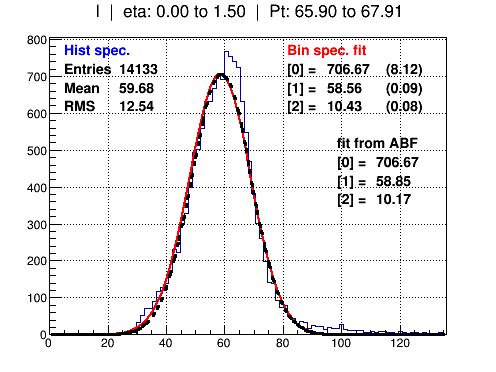 I | eta: 0.00 to 1.50 | Pt: 65.90 to 67.91
Hist spec.
Entries 14133
Mean 59.68
RMS 12.54
Bin spec. fit
[0] = 706.67 (8.12)
[1] = 58.56 (0.09)
[2] = 10.43 (0.08)
fit from ABF
[0] = 706.67
[1] = 58.85
[2] = 10.17
800
700
600
500
400
300
200
100
0
0 20 40 60 80 100 120